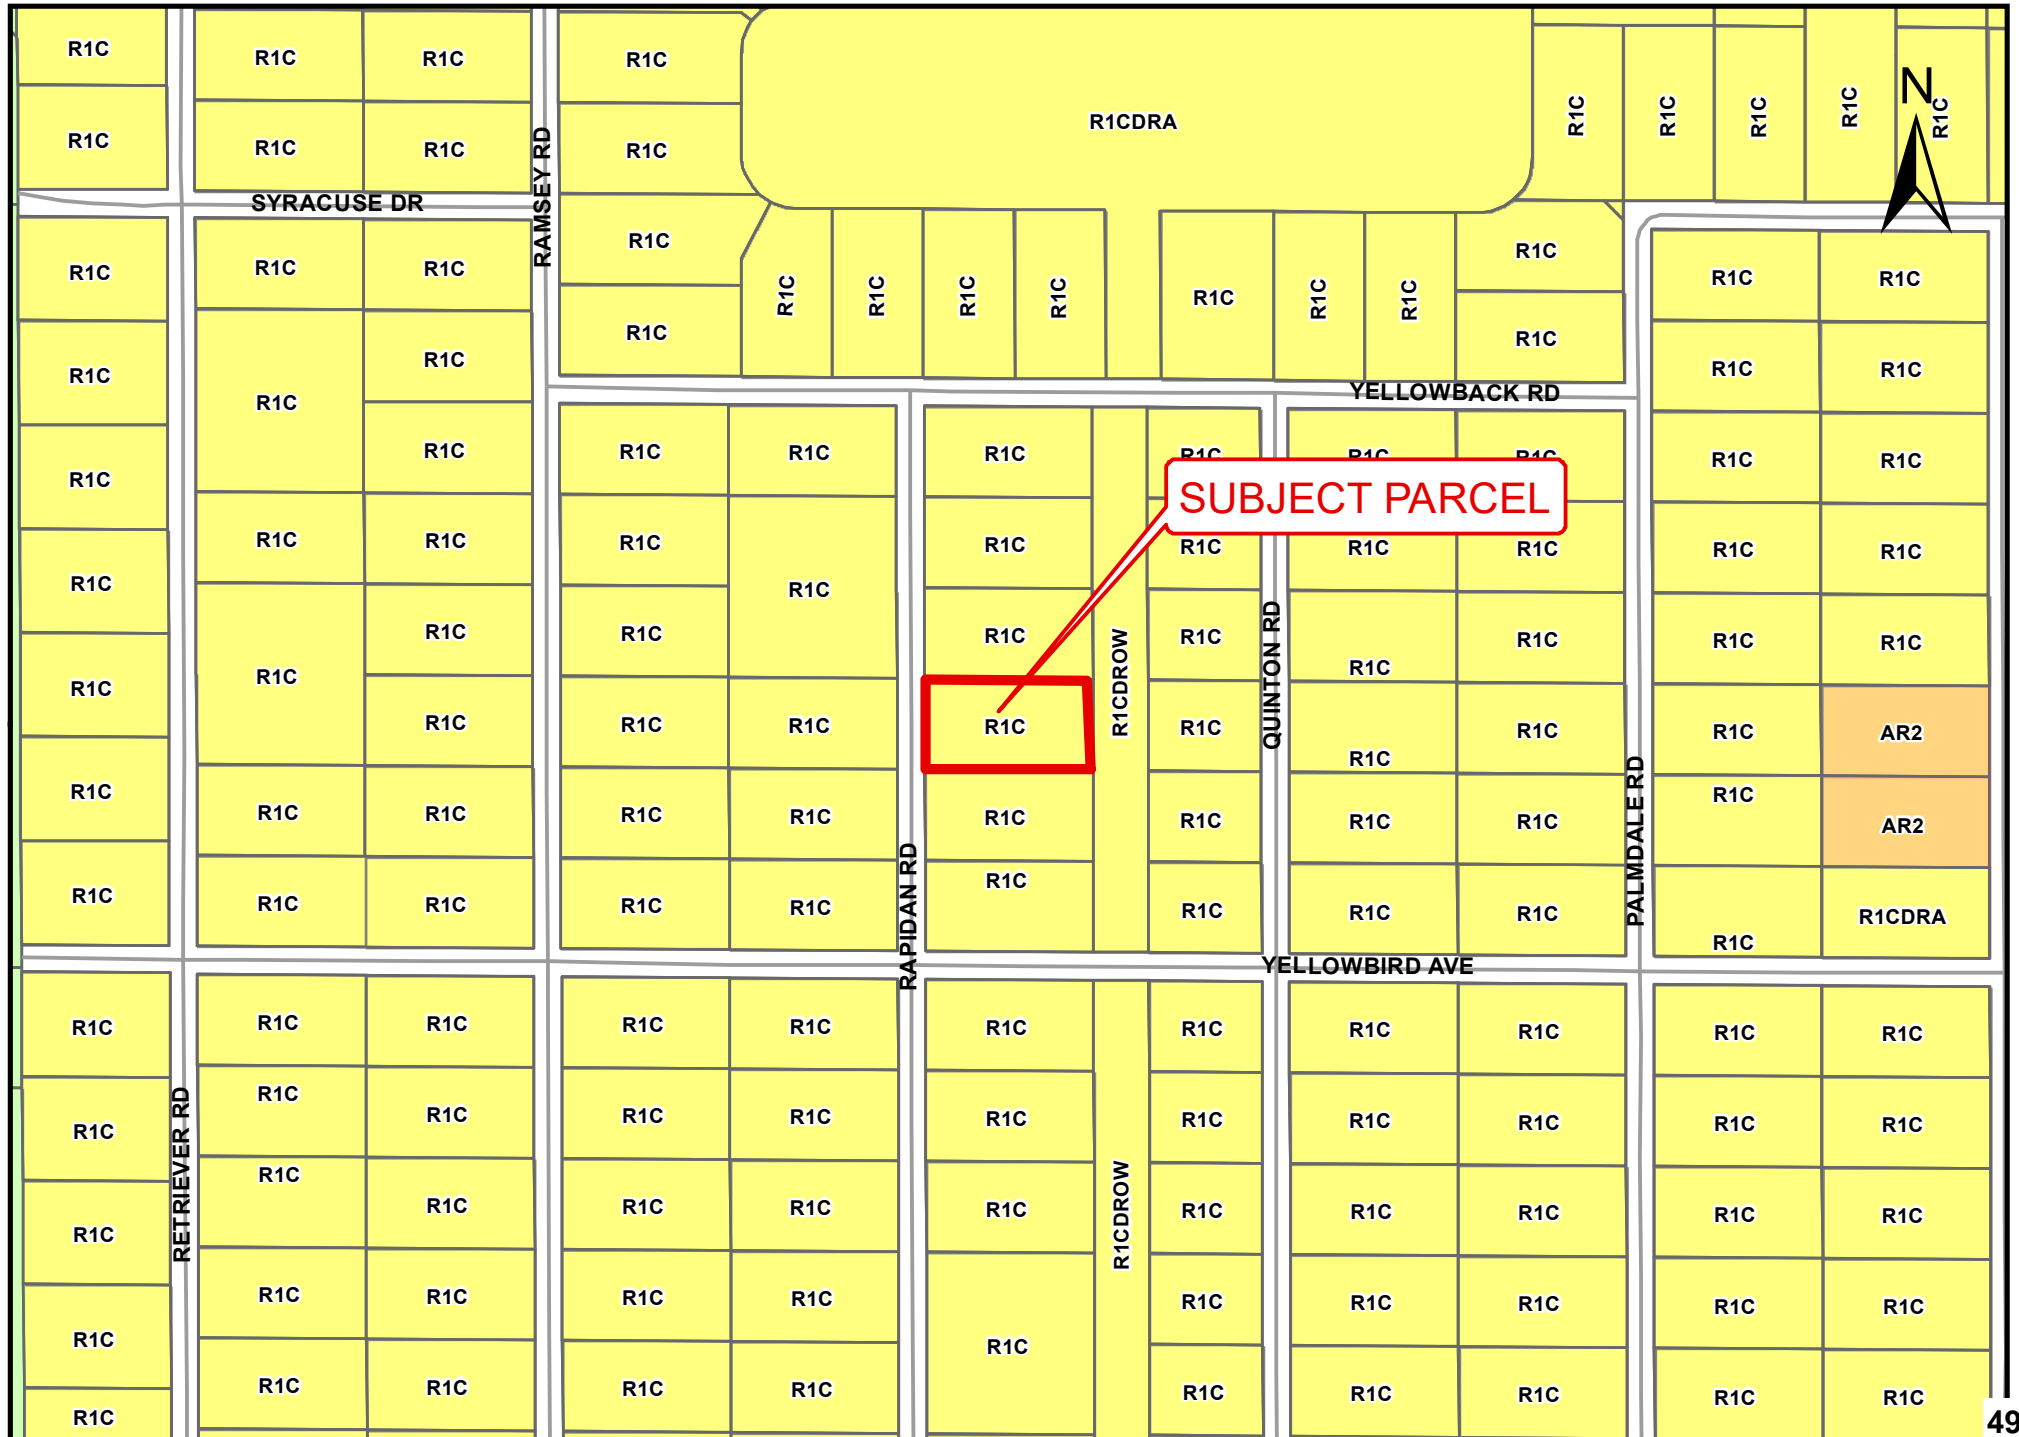 R1C R1C R1C R1C
R1CDRA
R1C R1C R1C R1C R1C
N
R1C R1C R1C R1C
SYRACUSE DR
RAMSEY RD
R1C R1C R1C R1C
R1C R1C R1C R1C
R1C
R1C R1C
R1C
R1C R1C
R1C R1C R1C
R1C
R1C
YELLOWBACK RD
R1C R1C
R1C R1C
R1C R1C R1C R1C
R1C R1C R1C
R1C R1C
SUBJECT PARCEL
R1C
R1C R1C R1C R1C R1C R1C R1C R1C R1C R1C
R1C
R1C
R1C R1C R1C R1C R1C R1C R1C R1C
R1C
R1C
R1CDROW
QUINTON RD
R1C
R1C R1C R1C R1C R1C R1C R1C AR2
R1C
R1C
R1C R1C R1C R1C R1C R1C R1C R1C R1C AR2
PALMDALE RD
RAPIDAN RD
R1C
R1C R1C R1C R1C R1C R1C R1C R1C R1CDRA
R1C
YELLOWBIRD AVE
R1C R1C R1C R1C R1C R1C R1C R1C R1C R1C R1C
R1C
R1C R1C R1C R1C R1C R1C R1C R1C R1C R1C
RETRIEVER RD
R1C
R1CDROW
R1C R1C R1C R1C R1C R1C R1C R1C R1C R1C
R1C R1C R1C R1C R1C R1C R1C R1C R1C
R1C
R1C
R1C R1C R1C R1C R1C R1C R1C R1C R1C
R1C
49